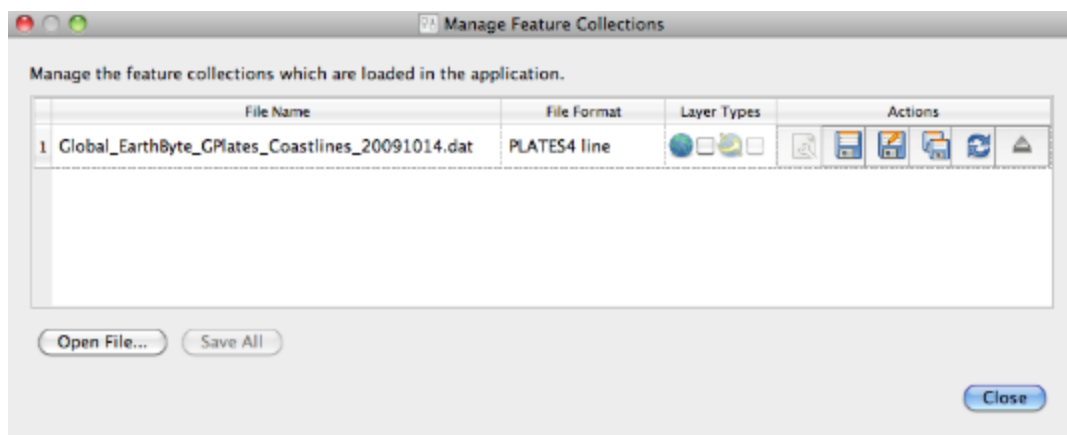 Manage Feature Collections
Manage the feature collections which are loaded in the application.
File Name File Format Layer Types Actions
1 Global_EarthByte_GPlates_Coastlines_20091014.dat PLATES4 line
Open File... Save All
Close